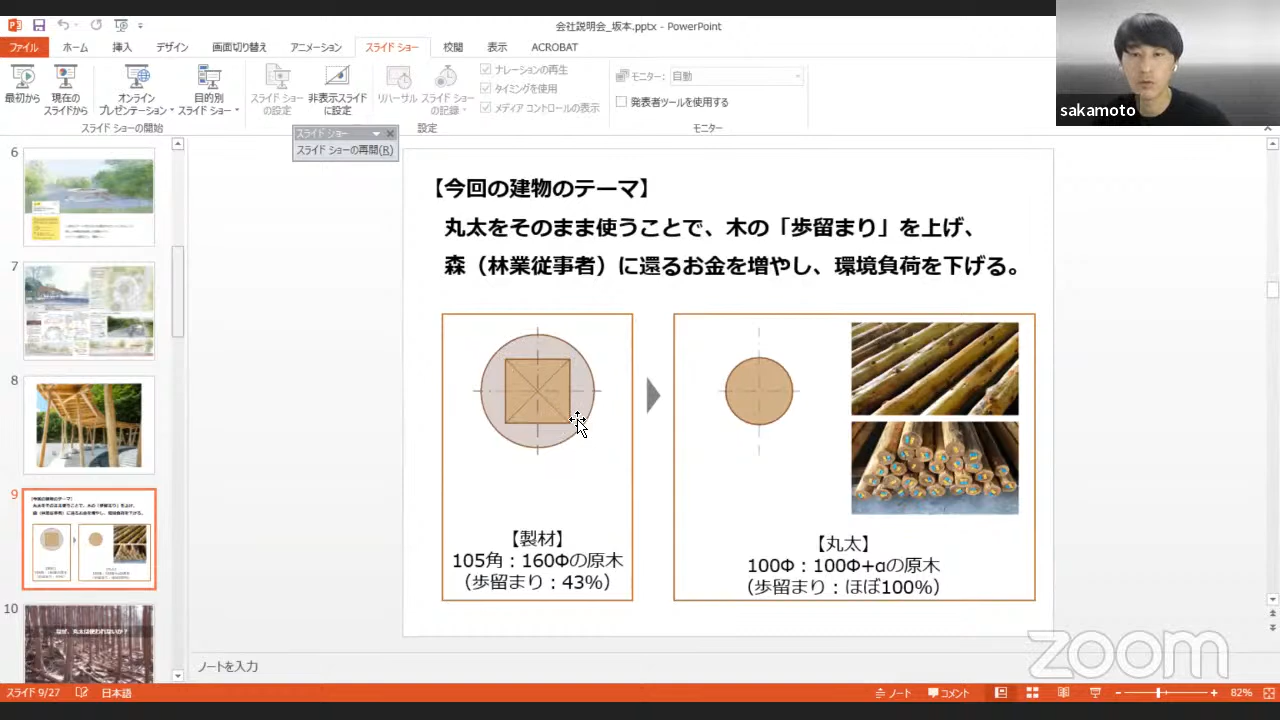 会社説明会_坂本.pptx - PowerPoint
ファイル
ホーム
挿入
デザイン
画面切り替え
アニメーション
スライド ショー
校閲
表示
ACROBAT
最初から
現在の
スライドから
オンライン
プレゼンテーション
目的別
スライド ショー
スライド ショーの開始
スライド ショー
の設定
非表示スライド
に設定
リハーサル
スライド ショー
の記録
ナレーションの再生
タイミングを使用
メディア コントロールの表示
設定
モニター: 自動
発表者ツールを使用する
モニター
sakamoto
スライド ショー
スライド ショーの再開(R)
6
7
8
9
10
なぜ、丸太は使われないか？
【今回の建物のテーマ】
丸太をそのまま使うことで、木の「歩留まり」を上げ、
森（林業従事者）に還るお金を増やし、環境負荷を下げる。
【製材】
105角：160Φの原木
（歩留まり：43%）
【丸太】
100Φ：100Φ+αの原木
（歩留まり：ほぼ100%）
ノートを入力
zoom
スライド 9/27
日本語
ノート
コメント
82%